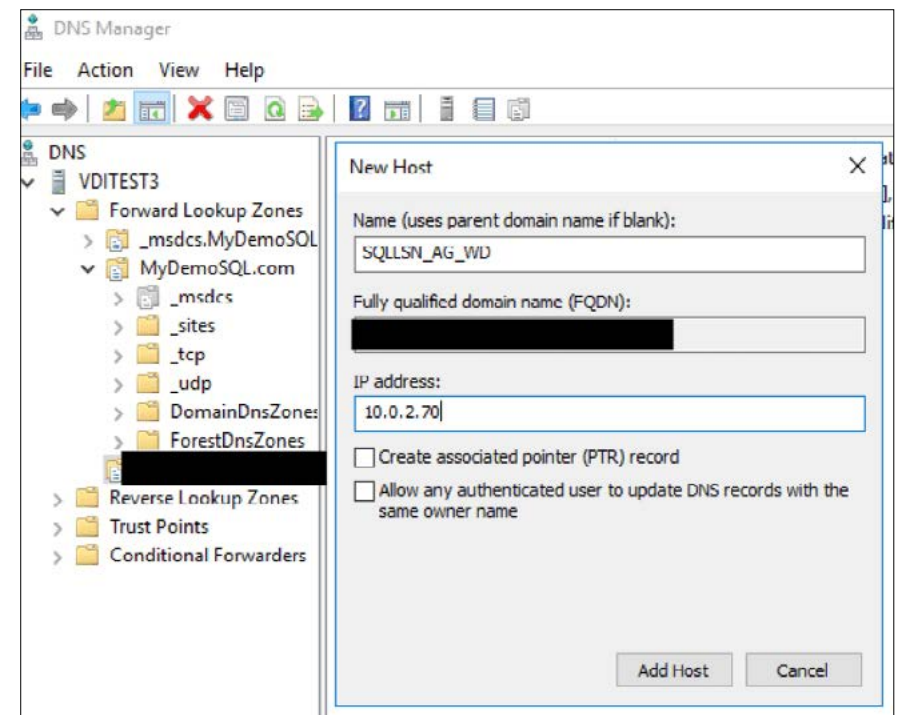 DNS Manager
File Action View Help
DNS
VDITEST3
Forward Lookup Zones
_msdcs.MyDemoSQL
MyDemoSQL.com
_msdcs
_sites
_tcp
_udp
DomainDnsZone
ForestDnsZones
Reverse Lookup Zones
Trust Points
Conditional Forwarders
New Host
Name (uses parent domain name if blank):
SQLLSN_AG_WD
Fully qualified domain name (FQDN):
IP address:
10.0.2.70
Create associated pointer (PTR) record
Allow any authenticated user to update DNS records with the
same owner name
Add Host Cancel